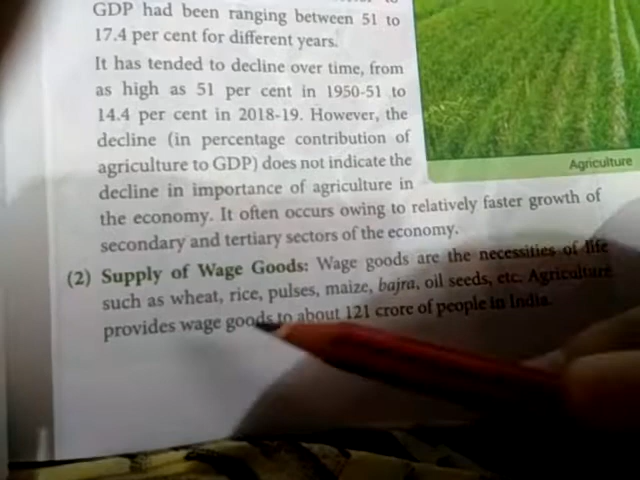 GDP had been ranging between 51 to
17.4 per cent for different years.
It has tended to decline over time, from
as high as 51 per cent in 1950-51 to
14.4 per cent in 2018-19. However, the
decline (in percentage contribution of
agriculture to GDP) does not indicate the
decline in importance of agriculture in
the economy. It often occurs owing to relatively faster growth of
secondary and tertiary sectors of the economy.
Agriculture
(2) Supply of Wage Goods: Wage goods are the necessities of life
such as wheat, rice, pulses, maize, bajra, oil seeds, etc. Agriculture
provides wage goods to about 121 crore of people in India.